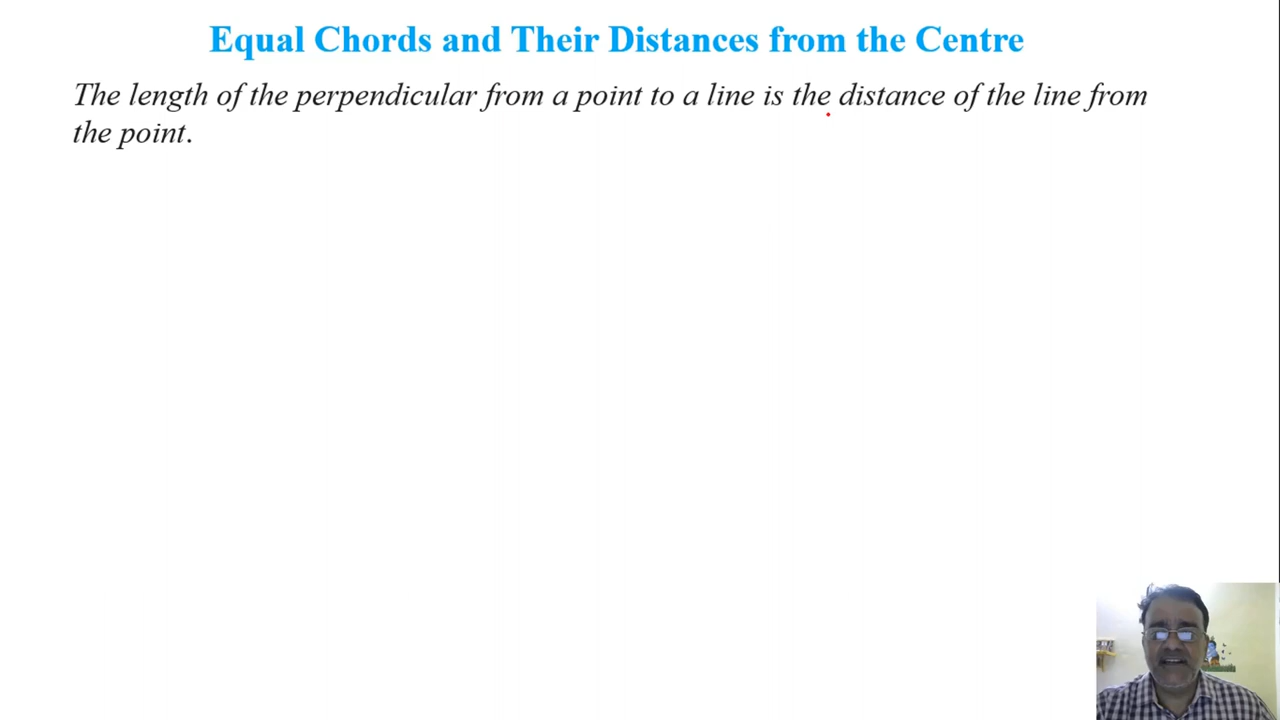 Equal Chords and Their Distances from the Centre
The length of the perpendicular from a point to a line is the distance of the line from
the point.